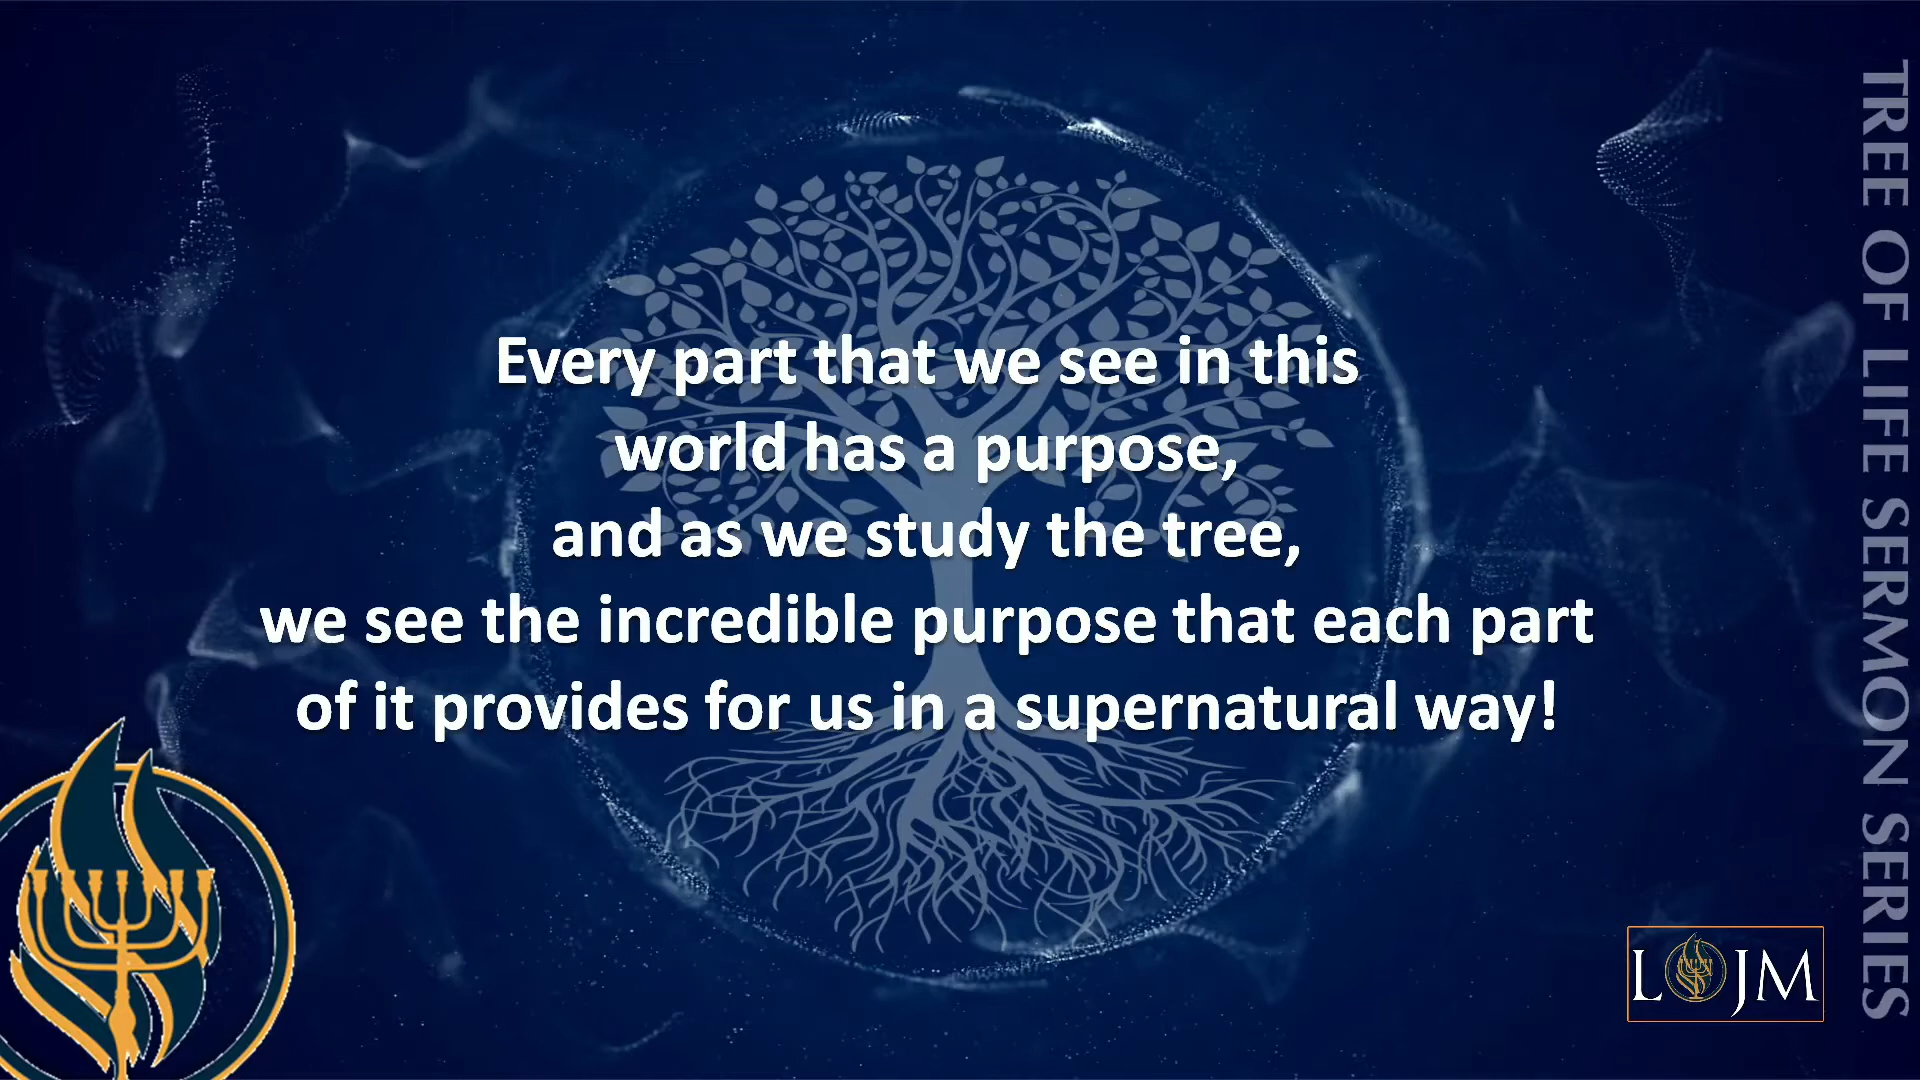 Every part that we see in this
world has a purpose,
and as we study the tree,
we see the incredible purpose that each part
of it provides for us in a supernatural way!
TREE OF LIFE SERMON SERIES
LOJM